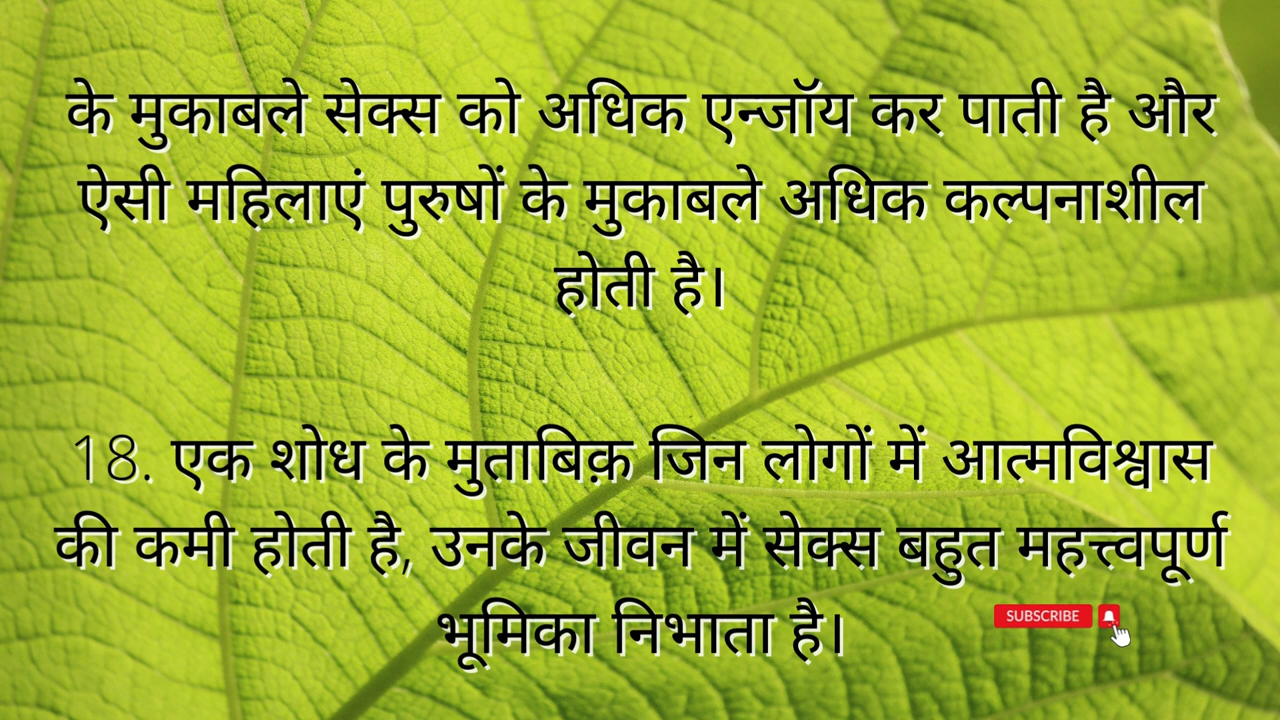 के मुकाबले सेक्स को अधिक एन्जॉय कर पाती है और
ऐसी महिलाएं पुरुषों के मुकाबले अधिक कल्पनाशील
होती है।
18. एक शोध के मुताबिक़ जिन लोगों में आत्मविश्वास
की कमी होती है, उनके जीवन में सेक्स बहुत महत्त्वपूर्ण
भूमिका निभाता है।
SUBSCRIBE